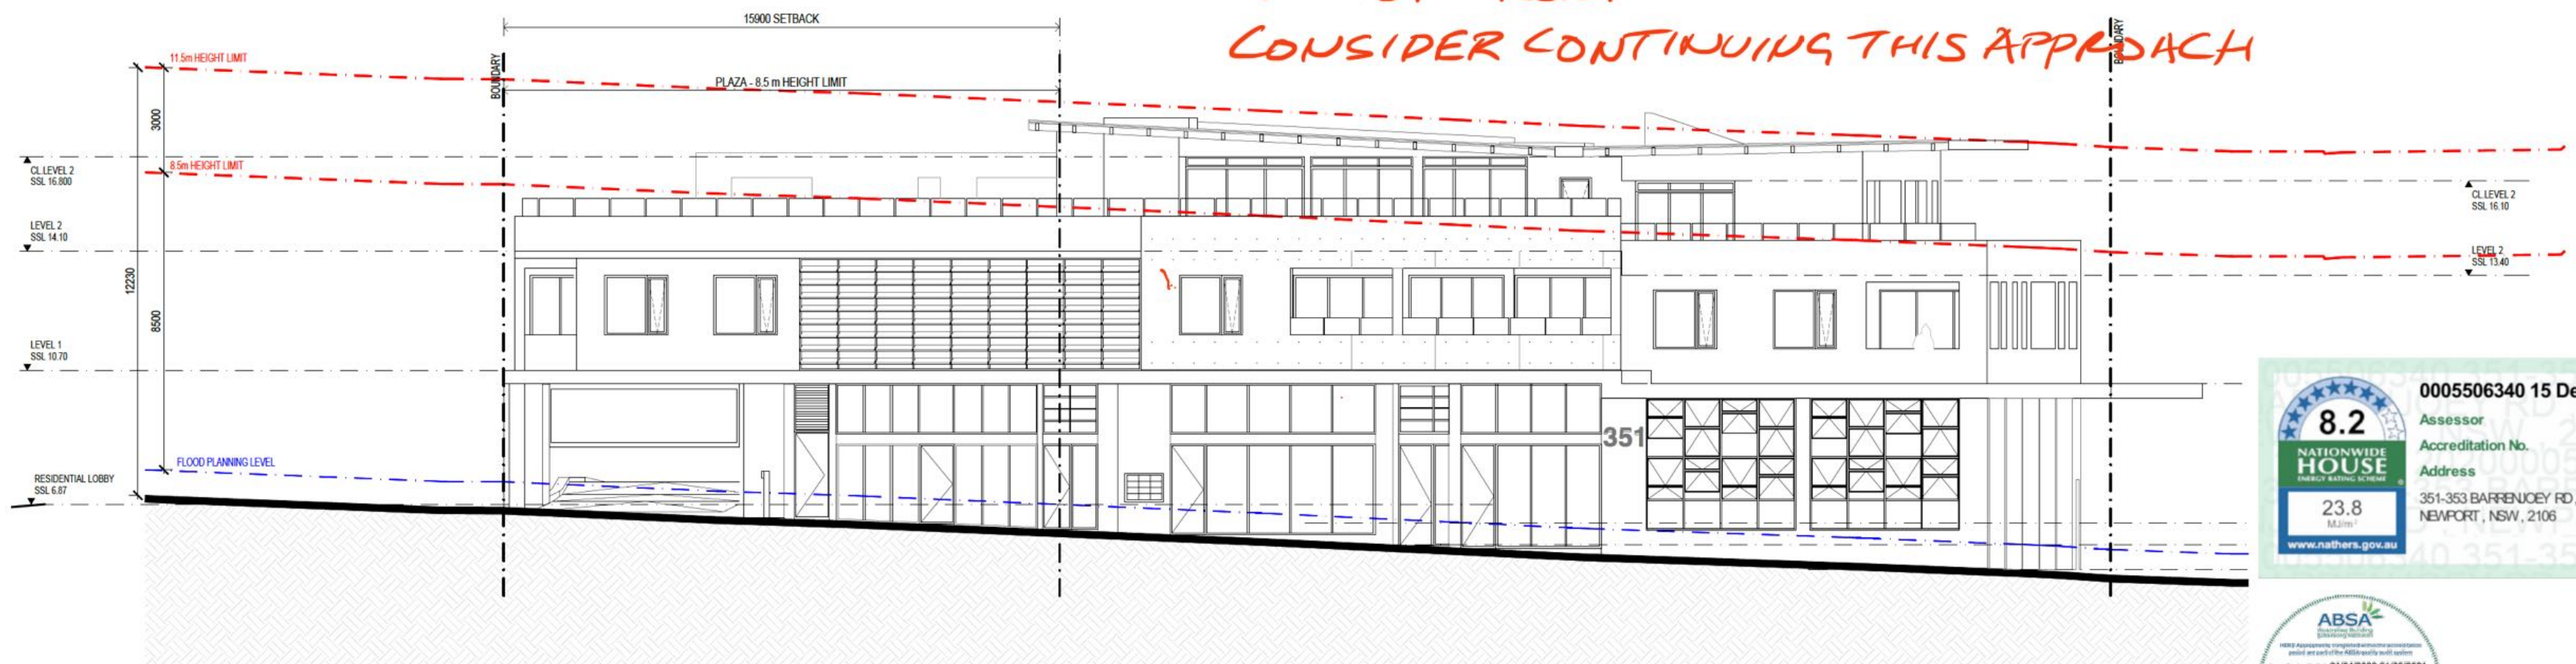 CONSIDER CONTINUING THIS APPROACH
15900 SETBACK
11.5m HEIGHT LIMIT
BOUNDARY
BOUNDARY
PLAZA - 8.5 m HEIGHT LIMIT
3000
8.5m HEIGHT LIMIT
CL.LEVEL 2
SSL 16.800
CL.LEVEL 2
SSL 16.10
LEVEL 2
SSL 14.10
LEVEL 2
SSL 13.40
12230
8500
LEVEL 1
SSL 10.70
351
FLOOD PLANNING LEVEL
RESIDENTIAL LOBBY
SSL 6.87
8.2
NATIONWIDE
HOUSE
ENERGY RATING SCHEME
23.8
MJ/m²
www.nathers.gov.au
0005506340 15 De
Assessor
Accreditation No.
Address
351-353 BARRENJOEY RD,
NEWPORT, NSW, 2106
ABSA